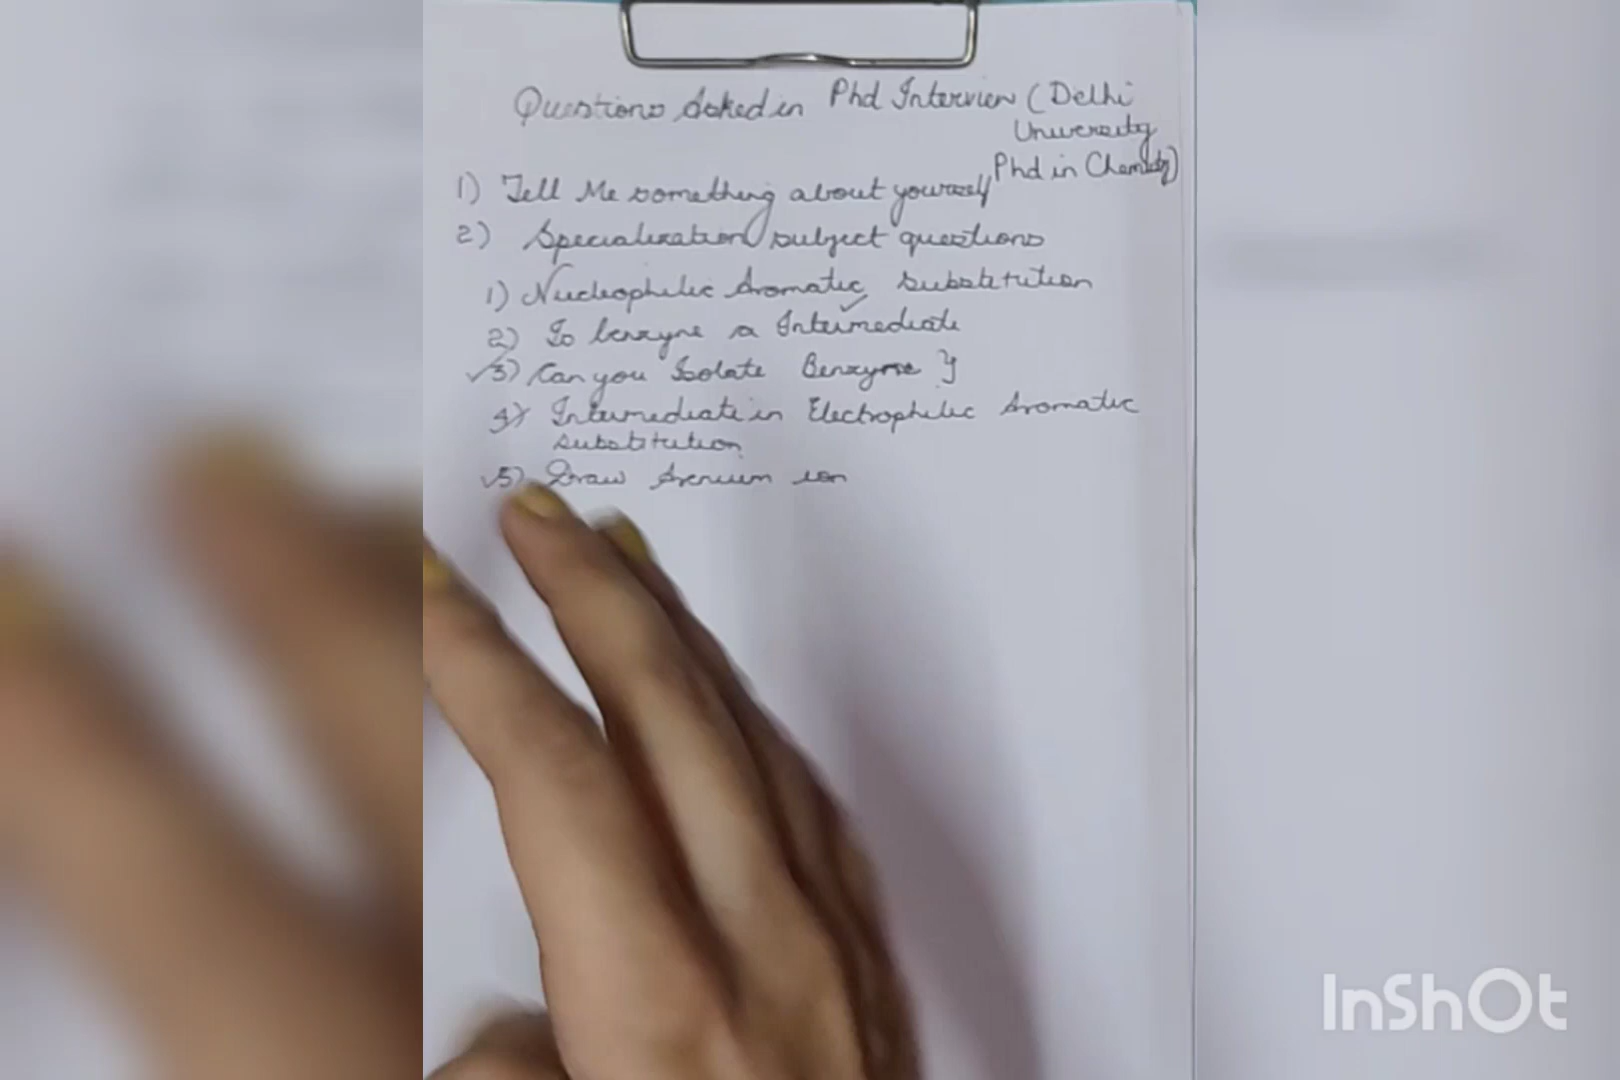 Questions Asked in Phd Interview (Delhi
University
Phd in Chemistry)
1) Tell Me something about yourself
2) Specialization subject questions
1) Nucleophilic Aromatic Substitution
2) Is benzyne a Intermediate
3) Can you Isolate Benzyne }
4) Intermediate in Electrophilic Aromatic
substitution
5) Draw Arenium ion
InShOt